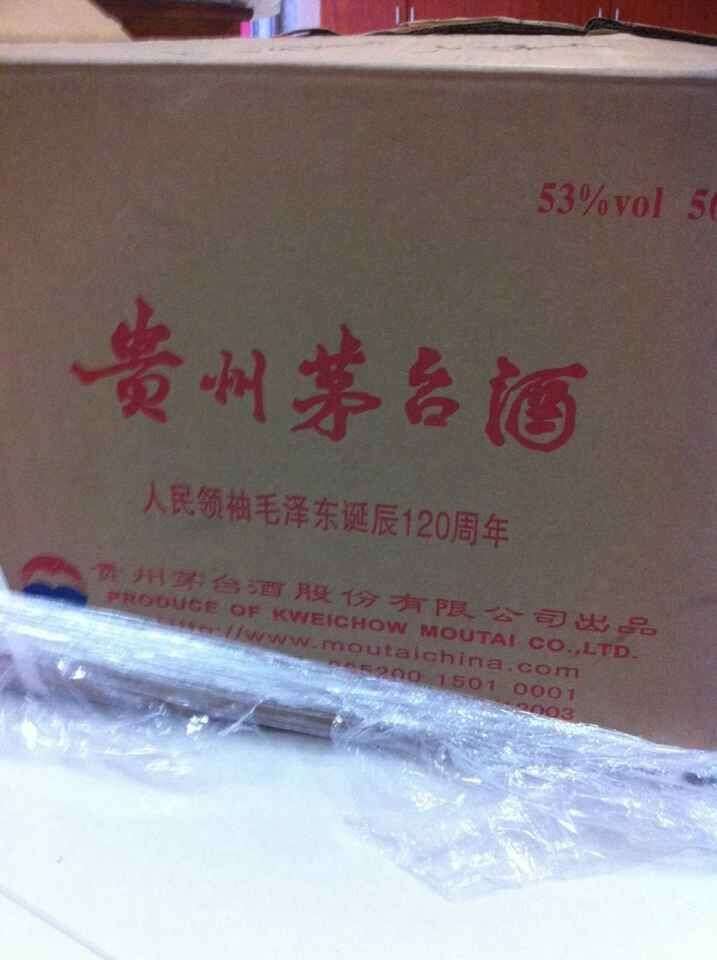 53%vol
贵州茅台酒
人民领袖毛泽东诞辰120周年
贵州茅台酒股份有限公司出品
PRODUCE OF KWEICHOW MOUTAI CO.,LTD.
http://www.moutaichina.com
1501 0001